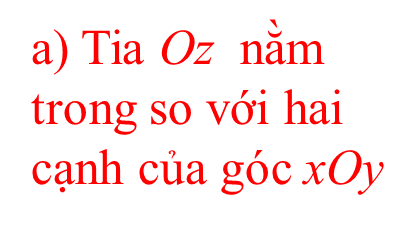 a) Tia Oz nằm
trong so với hai
cạnh của góc xOy